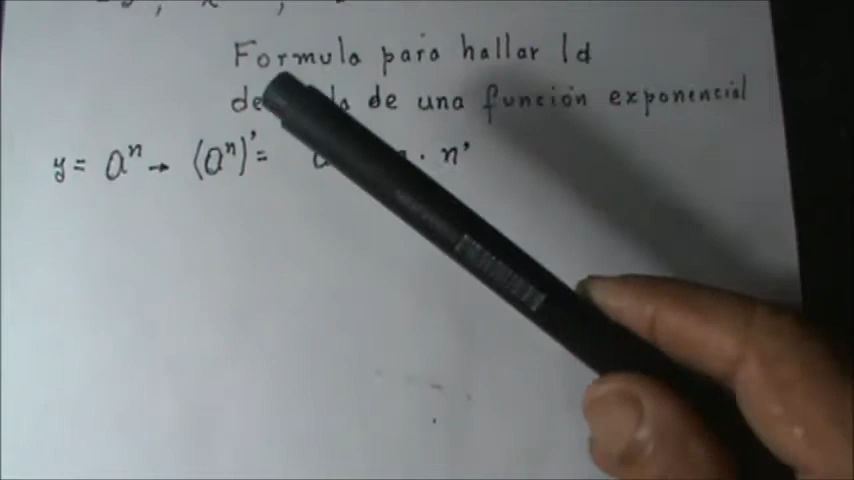 Formula para hallar la
de una función exponencial
y = aⁿ → (aⁿ)' = · n'